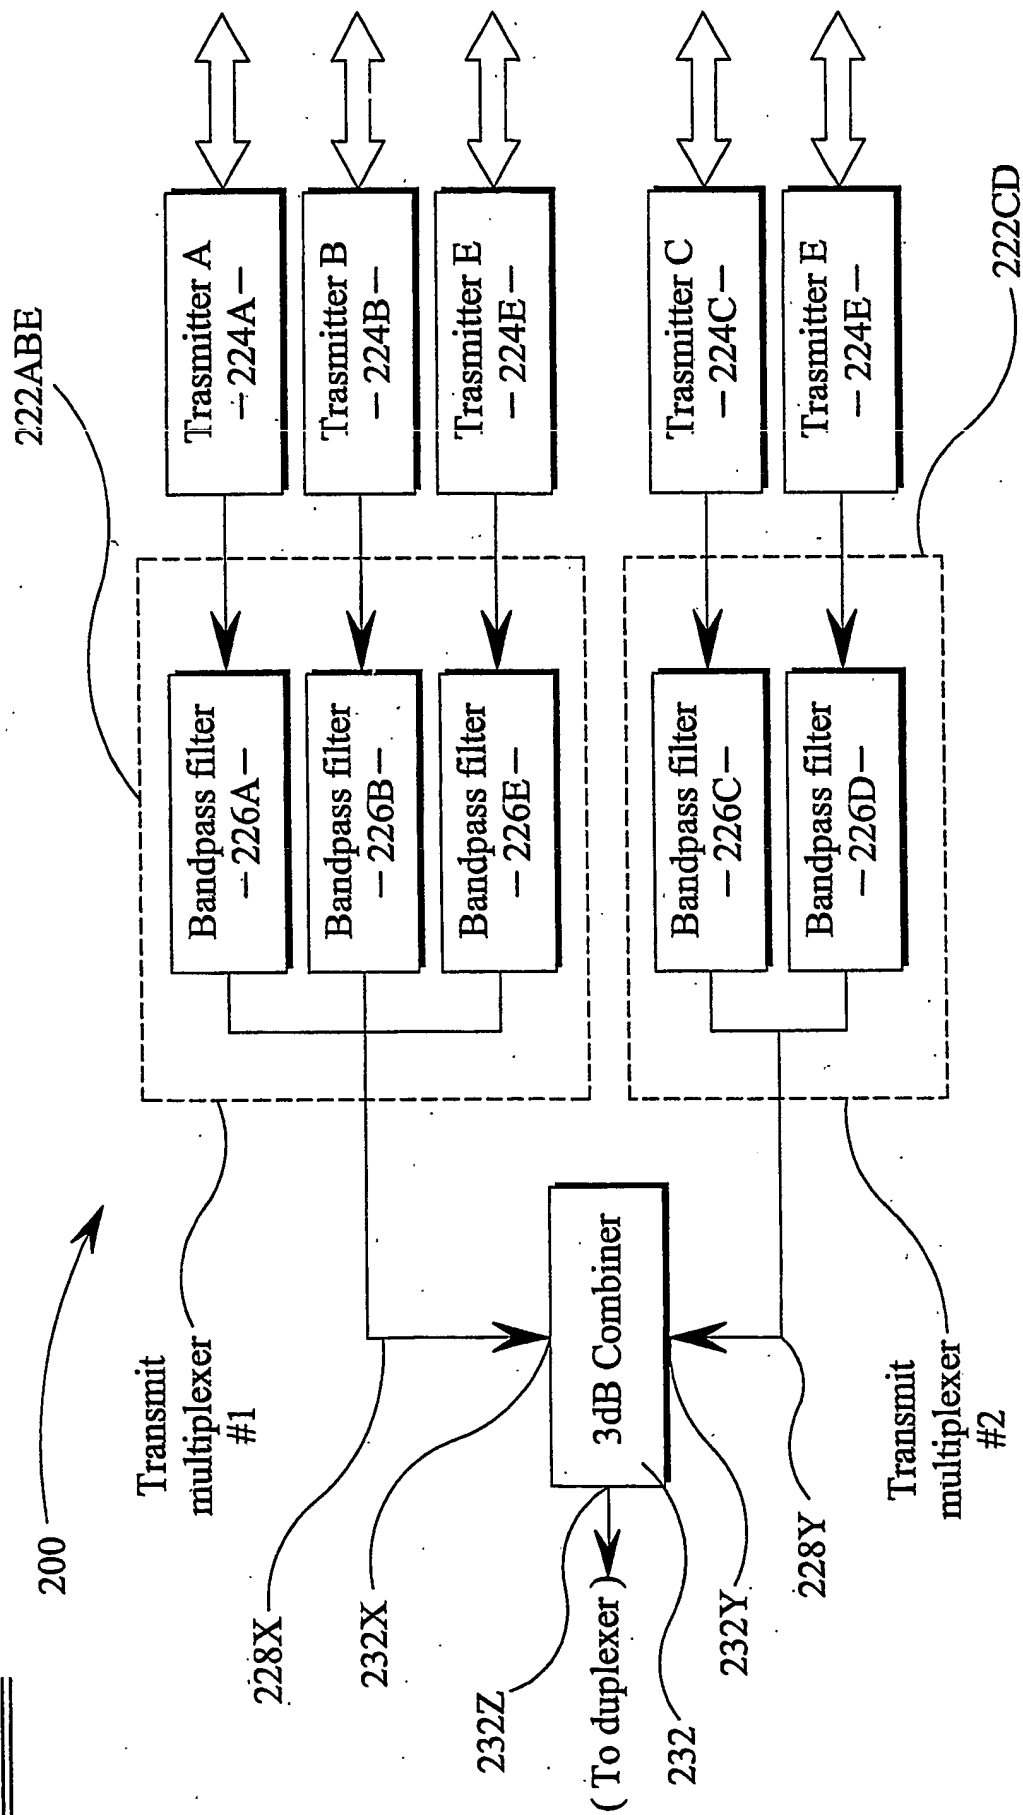 200
222ABE
Transmit
multiplexer
#1
Trasmitter A
—224A—
Trasmitter B
—224B—
Trasmitter E
—224E—
Bandpass filter
—226A—
Bandpass filter
—226B—
Bandpass filter
—226E—
228X
232X
232Z
3dB Combiner
(To duplexer)
232
232Y
228Y
Trasmitter C
—224C—
Trasmitter E
—224E—
Bandpass filter
—226C—
Bandpass filter
—226D—
Transmit
multiplexer
#2
222CD